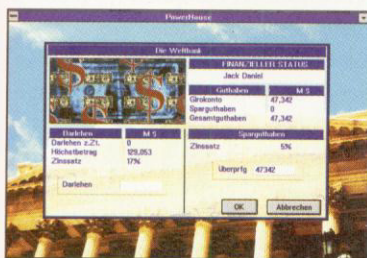 PowerHouse
Die Weltbank
FINANZIELLER STATUS
Jack Daniel
Guthaben M $
Girokonto 47,342
Sparguthaben 0
Gesamtguthaben 47,342
Darlehen M $
Darlehen z.Zt. 0
Höchstbetrag 128,053
Zinssatz 17%
Darlehen
Sparguthaben
Zinssatz 5%
Überprfg 47342
OK Abbrechen